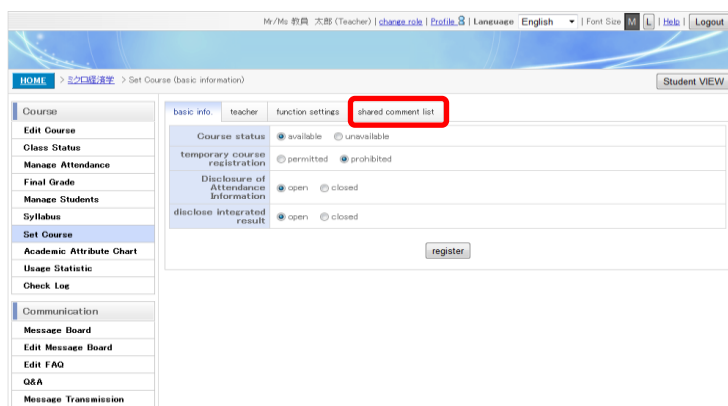 Mr/Ms 教員 太郎 (Teacher) | change role | Profile | Language English | Font Size M L | Help | Logout
HOME > ミクロ経済学 > Set Course (basic information)
Student VIEW
Course
Edit Course
Class Status
Manage Attendance
Final Grade
Manage Students
Syllabus
Set Course
Academic Attribute Chart
Usage Statistic
Check Log
Communication
Message Board
Edit Message Board
Edit FAQ
Q&A
Message Transmission
basic info. teacher function settings shared comment list
Course status available unavailable
temporary course
registration permitted prohibited
Disclosure of
Attendance
Information open closed
disclose integrated
result open closed
register